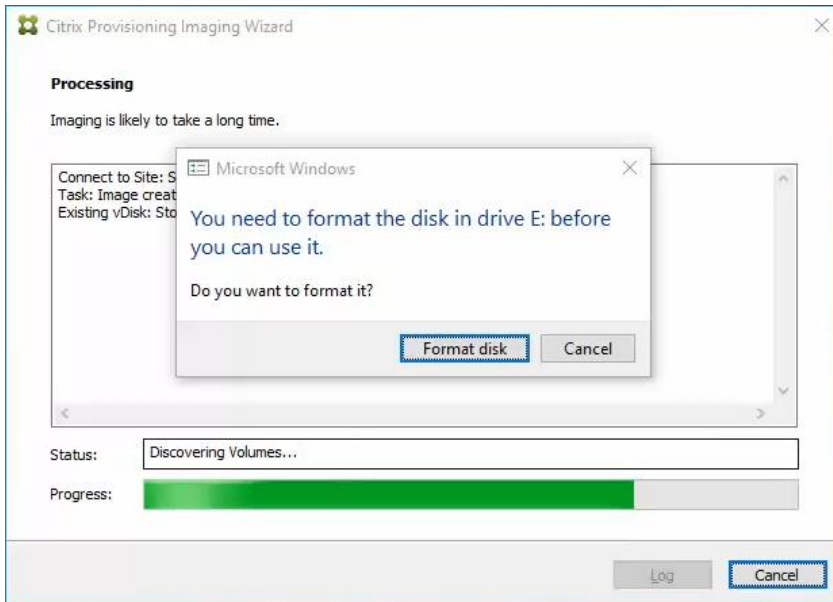 Citrix Provisioning Imaging Wizard
Processing
Imaging is likely to take a long time.
Connect to Site: S
Task: Image creat
Existing vDisk: Sto
Microsoft Windows
You need to format the disk in drive E: before
you can use it.
Do you want to format it?
Format disk
Cancel
Status:
Discovering Volumes...
Progress:
Log
Cancel